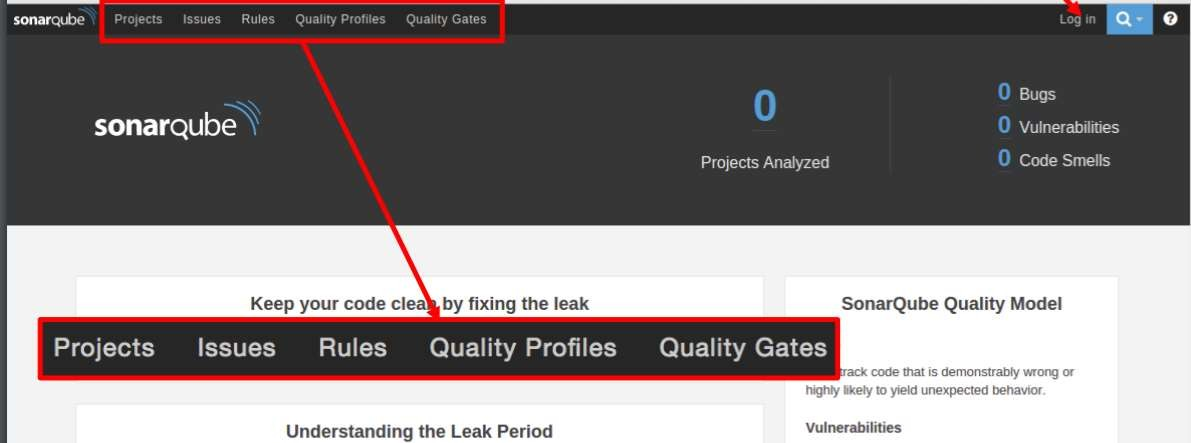 sonarqube Projects Issues Rules Quality Profiles Quality Gates Log in
sonarqube
0
Projects Analyzed
0 Bugs
0 Vulnerabilities
0 Code Smells
Keep your code clean by fixing the leak
Projects Issues Rules Quality Profiles Quality Gates
Understanding the Leak Period
SonarQube Quality Model
track code that is demonstrably wrong or
highly likely to yield unexpected behavior.
Vulnerabilities